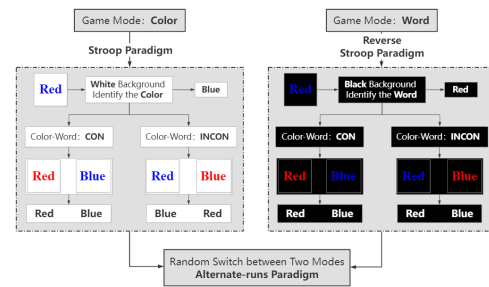 Game Mode: Color
Stroop Paradigm
Red
White Background
Identify the Color
Blue
Color-Word: CON
Color-Word: INCON
Red
Blue
Blue
Red
Red
Blue
Blue
Red
Game Mode: Word
Reverse
Stroop Paradigm
Red
Black Background
Identify the Word
Red
Color-Word: CON
Color-Word: INCON
Red
Blue
Red
Blue
Red
Blue
Red
Blue
Random Switch between Two Modes
Alternate-runs Paradigm